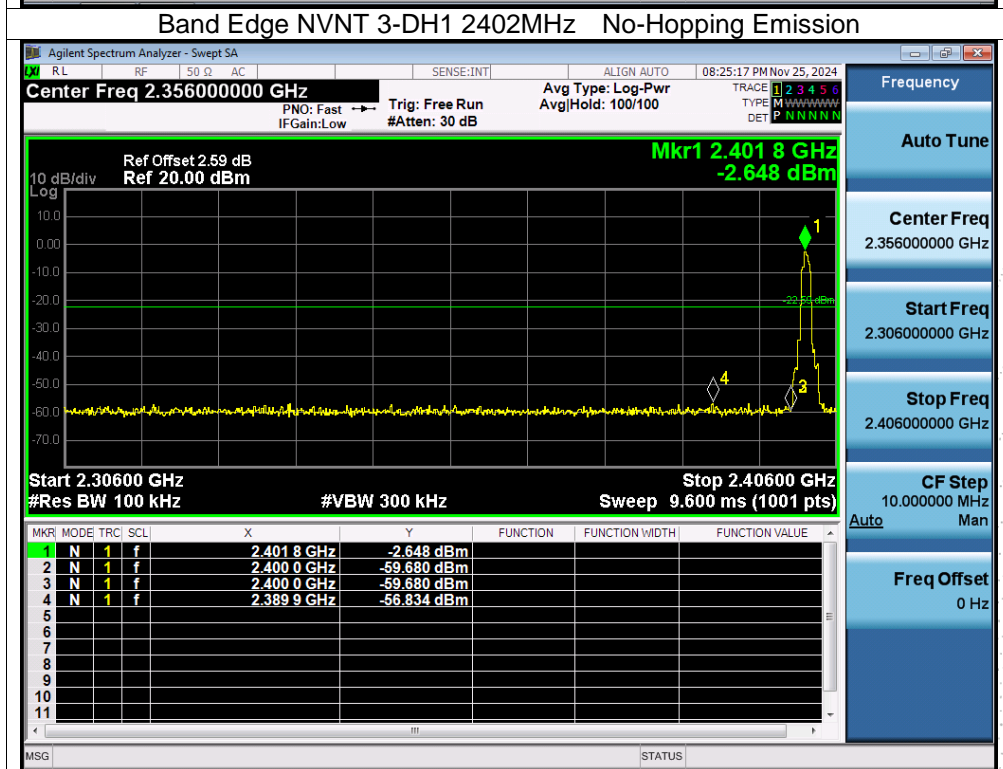 Band Edge NVNT 3-DH1 2402MHz No-Hopping Emission
Agilent Spectrum Analyzer - Swept SA
LXI RL RF 50 Ω AC SENSE:INT ALIGN AUTO 08:25:17 PM Nov 25, 2024
Center Freq 2.356000000 GHz
PNO: Fast
IFGain:Low
Trig: Free Run
#Atten: 30 dB
Avg Type: Log-Pwr
Avg|Hold: 100/100
TRACE 1 2 3 4 5 6
TYPE M WWWWW
DET P N N N N N
Frequency
Auto Tune
Center Freq
2.356000000 GHz
Start Freq
2.306000000 GHz
Stop Freq
2.406000000 GHz
CF Step
10.000000 MHz
Auto Man
Freq Offset
0 Hz
Mkr1 2.401 8 GHz
-2.648 dBm
Ref Offset 2.59 dB
10 dB/div Ref 20.00 dBm
Log
10.0
0.00
-10.0
-20.0
-30.0
-40.0
-50.0
-60.0
-70.0
1
-22.59 dBm
4
Start 2.30600 GHz Stop 2.40600 GHz
#Res BW 100 kHz #VBW 300 kHz Sweep 9.600 ms (1001 pts)
MKR MODE TRC SCL X Y FUNCTION FUNCTION WIDTH FUNCTION VALUE
1 N 1 f 2.401 8 GHz -2.648 dBm
2 N 1 f 2.400 0 GHz -59.680 dBm
3 N 1 f 2.400 0 GHz -59.680 dBm
4 N 1 f 2.389 9 GHz -56.834 dBm
5
6
7
8
9
10
11
MSG STATUS